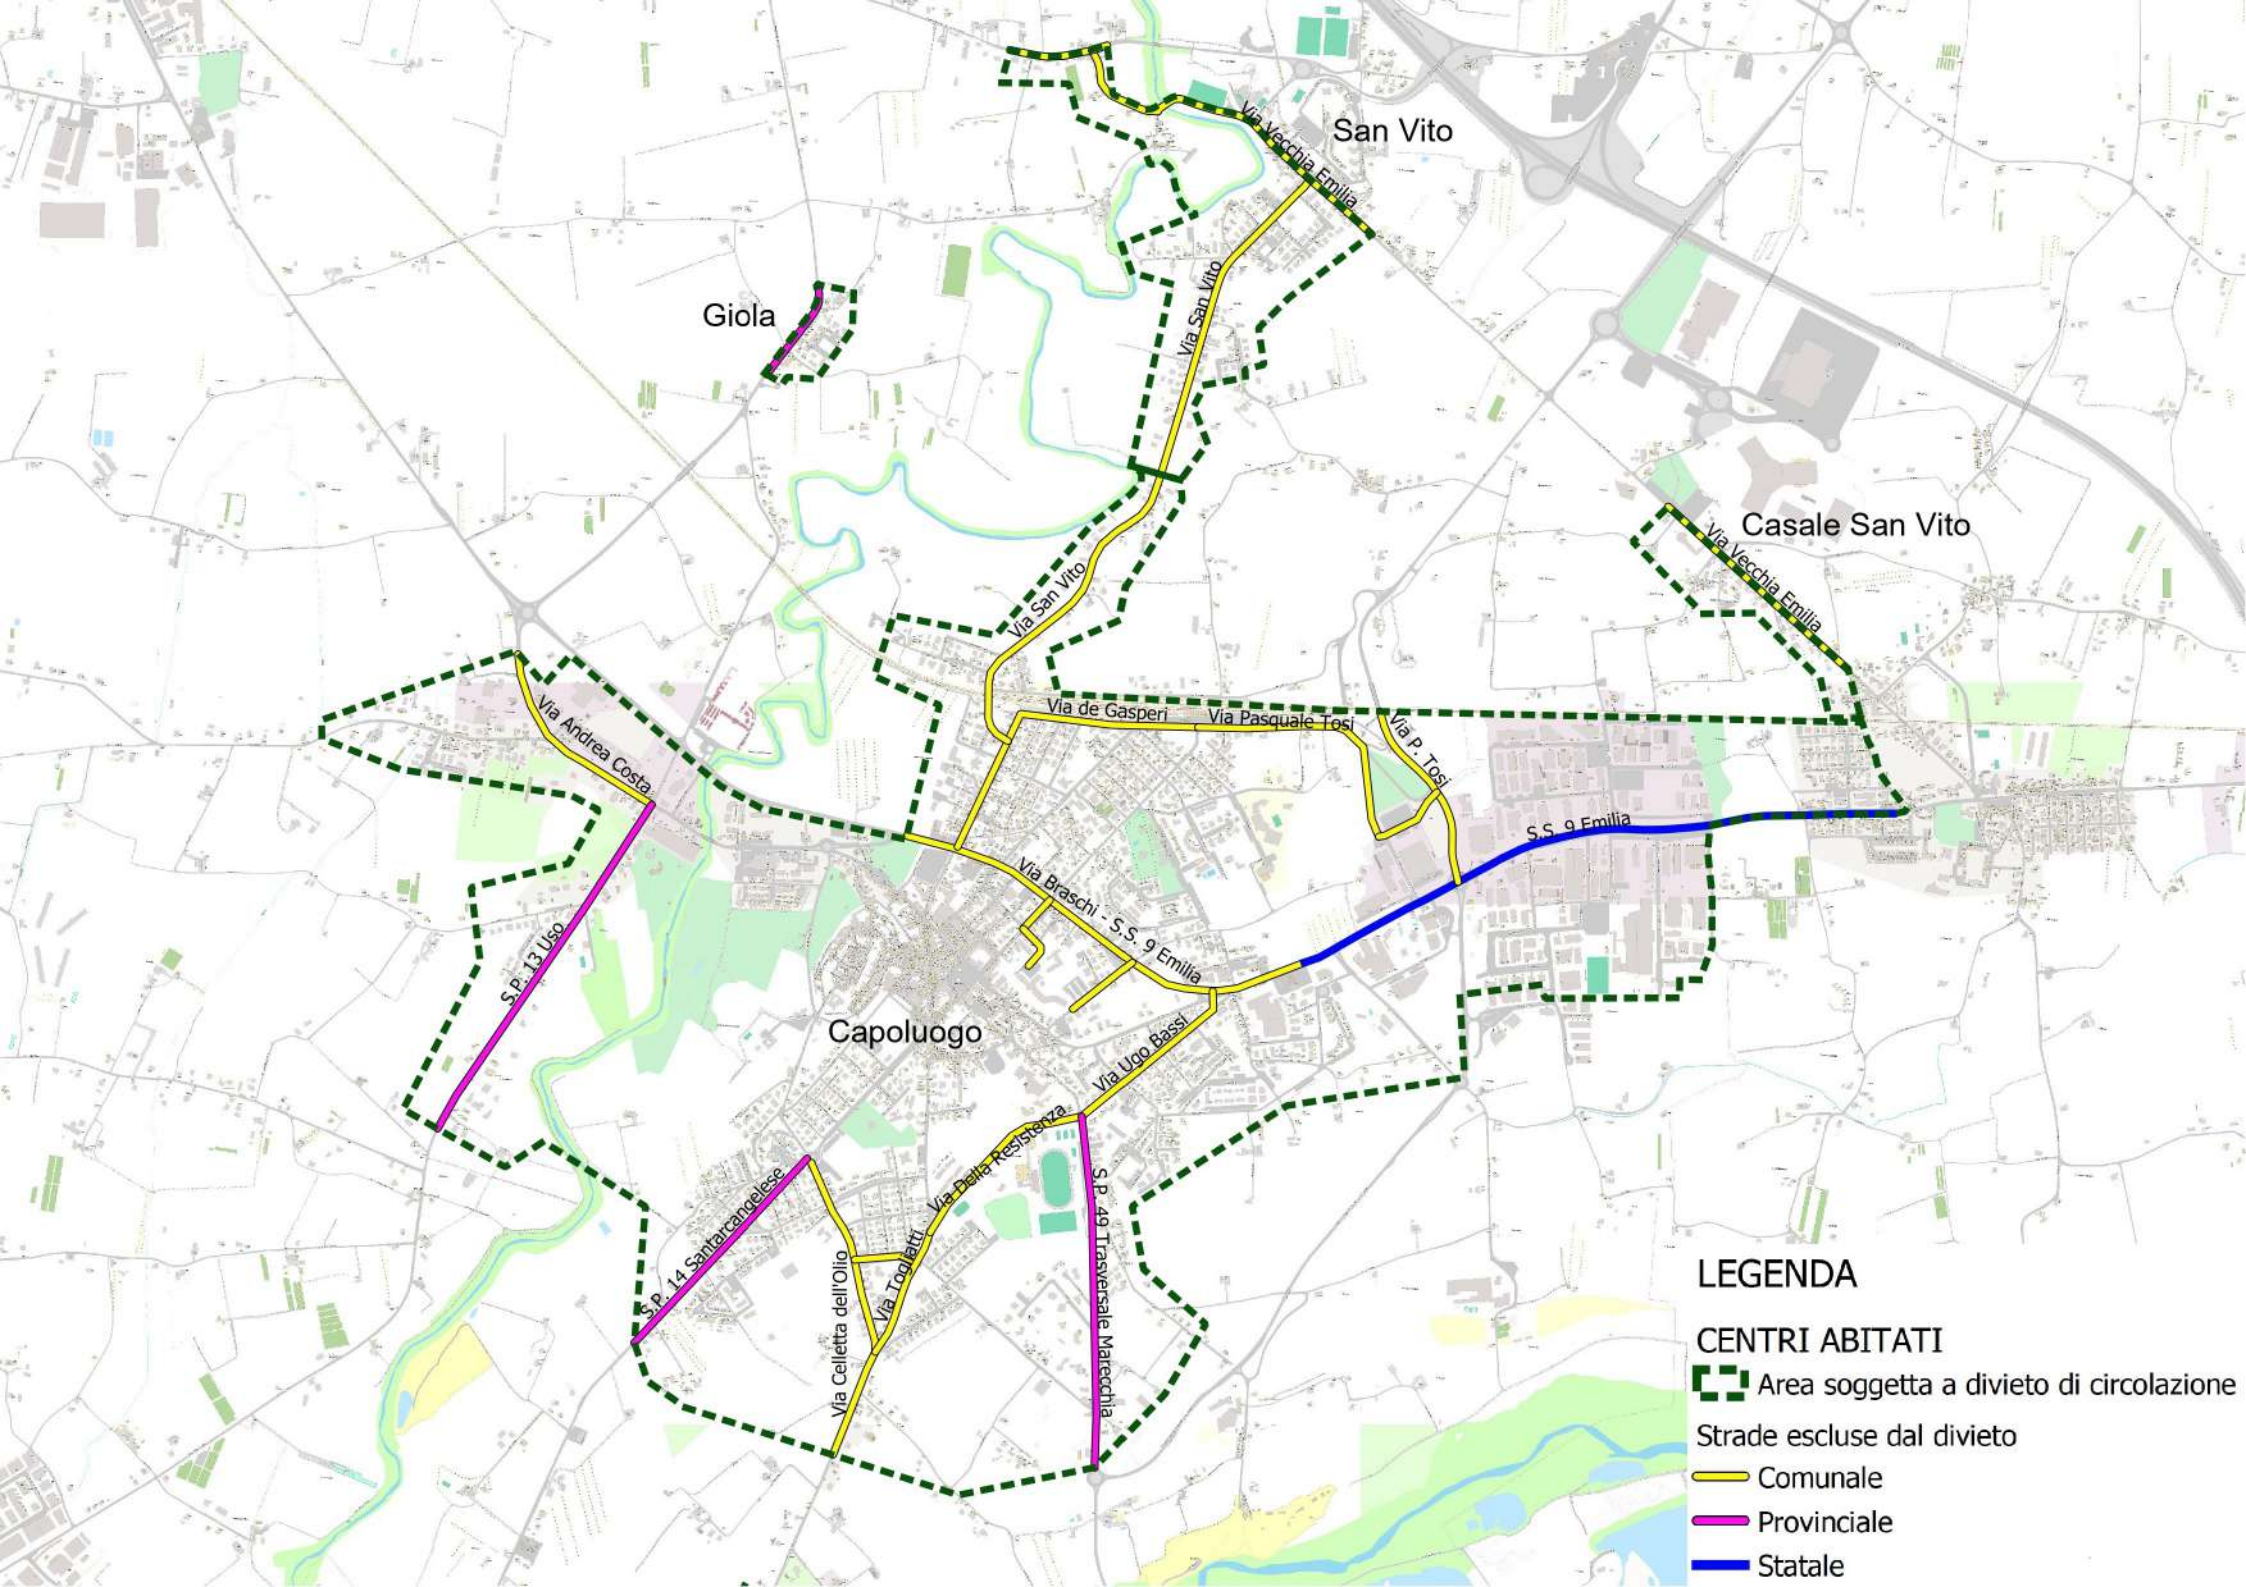 San Vito
Via Vecchia Emilia
Giola
Via San Vito
Casale San Vito
Via Vecchia Emilia
Via San Vito
Via de Gasperi
Via Pasquale Tosi
Via P. Tosi
Via Andrea Costa
S.S. 9 Emilia
Via Braschi - S.S. 9 Emilia
S.P. 13 Uso
Capoluogo
Via Ugo Bassi
Via Della Resistenza
S.P. 14 Santarcangelese
S.P. 49 Trasversale Marecchia
Via Togliatti
Via Celletta dell'Olio
LEGENDA
CENTRI ABITATI
Area soggetta a divieto di circolazione
Strade escluse dal divieto
Comunale
Provinciale
Statale